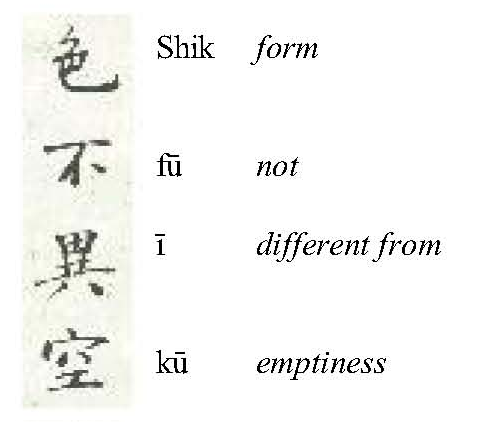 色 Shik form
不 fū not
異 ī different from
空 kū emptiness